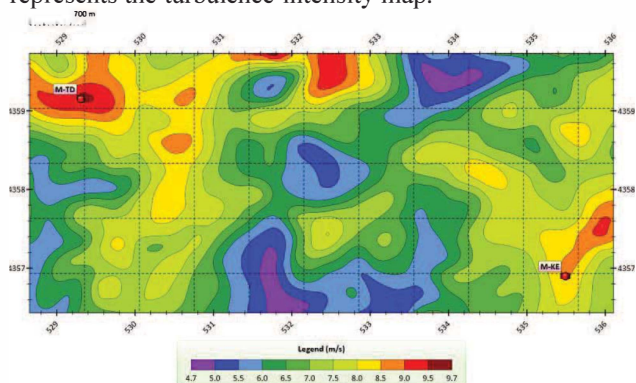 represents the turbulence intensity map.
700 m
529 530 531 532 533 534 535 536
M-TD
4359 4359
4358 4358
4357 M-KE 4357
529 530 531 532 533 534 535 536
Legend (m/s)
4.7 5.0 5.5 6.0 6.5 7.0 7.5 8.0 8.5 9.0 9.5 9.7